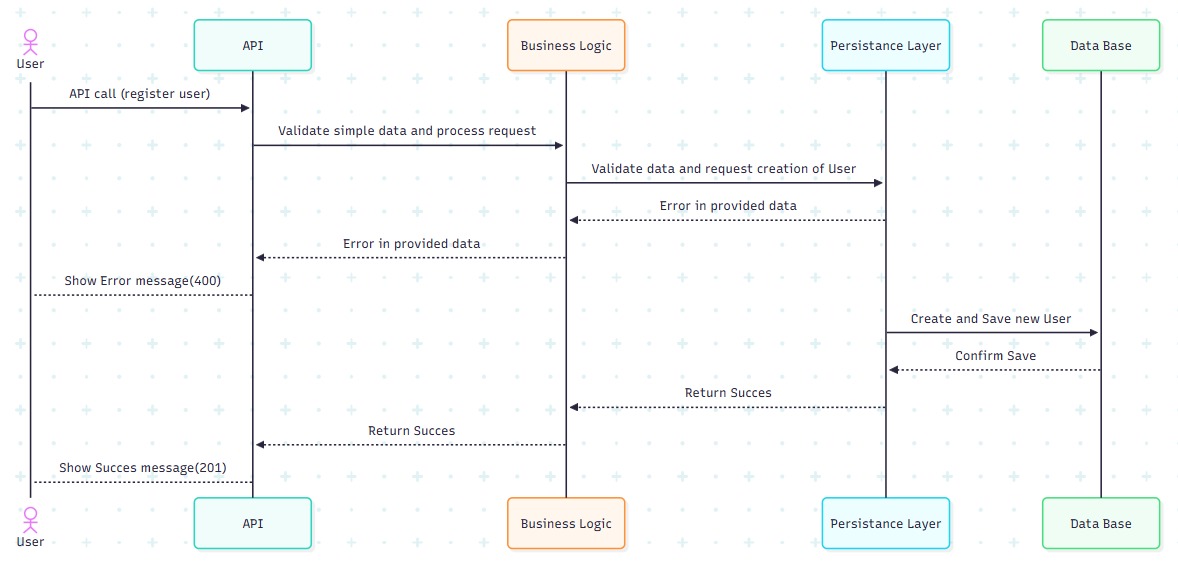 User
API
Business Logic
Persistance Layer
Data Base
API call (register user)
Validate simple data and process request
Validate data and request creation of User
Error in provided data
Error in provided data
Show Error message(400)
Create and Save new User
Confirm Save
Return Succes
Return Succes
Show Succes message(201)
User
API
Business Logic
Persistance Layer
Data Base